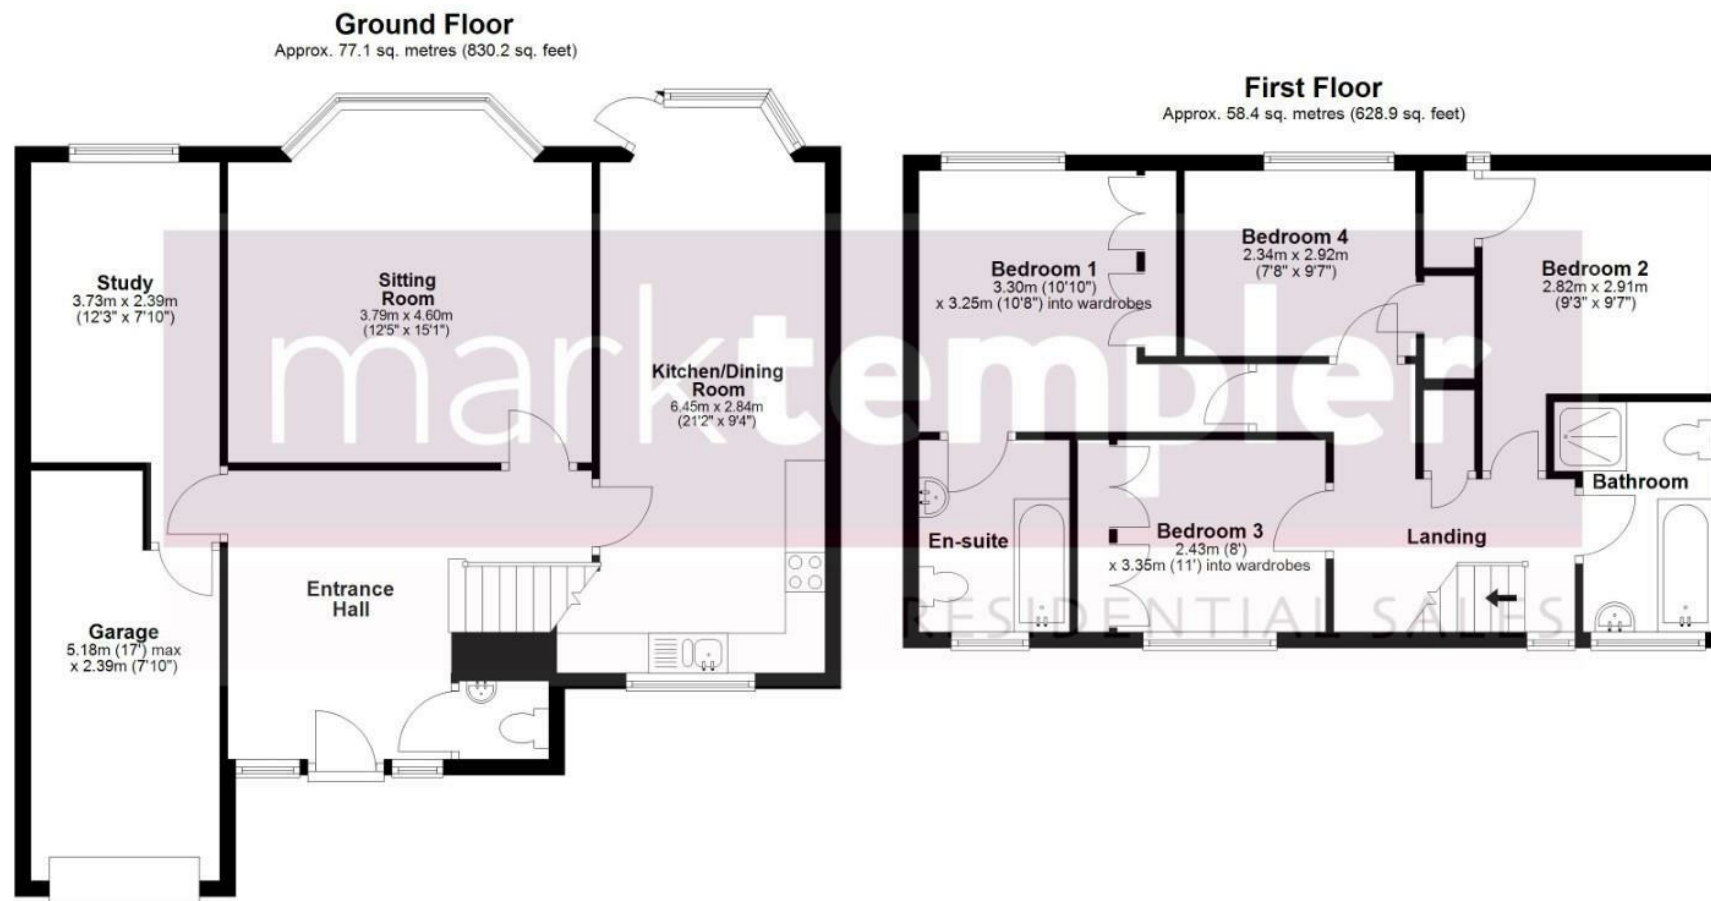 Ground Floor
Approx. 77.1 sq. metres (830.2 sq. feet)
Study
3.73m x 2.39m
(12'3" x 7'10")
Sitting
Room
3.79m x 4.60m
(12'5" x 15'1")
Kitchen/Dining
Room
6.45m x 2.84m
(21'2" x 9'4")
Entrance
Hall
Garage
5.18m (17') max
x 2.39m (7'10")
First Floor
Approx. 58.4 sq. metres (628.9 sq. feet)
Bedroom 1
3.30m (10'10")
x 3.25m (10'8") into wardrobes
Bedroom 4
2.34m x 2.92m
(7'8" x 9'7")
Bedroom 2
2.82m x 2.91m
(9'3" x 9'7")
En-suite
Bedroom 3
2.43m (8')
x 3.35m (11') into wardrobes
Landing
Bathroom
marktempler
RESIDENTIAL SALES